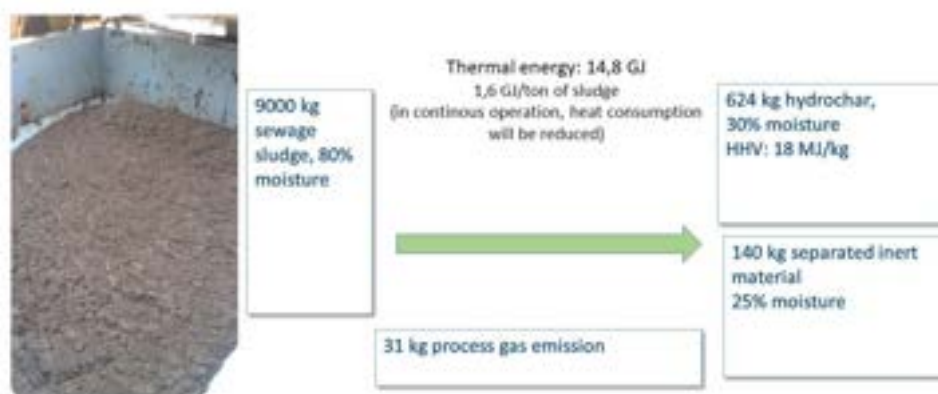 Thermal energy: 14,8 GJ
1,6 GJ/ton of sludge
(in continous operation, heat consumption
will be reduced)
9000 kg
sewage
sludge, 80%
moisture
624 kg hydrochar,
30% moisture
HHV: 18 MJ/kg
140 kg separated inert
material
25% moisture
31 kg process gas emission